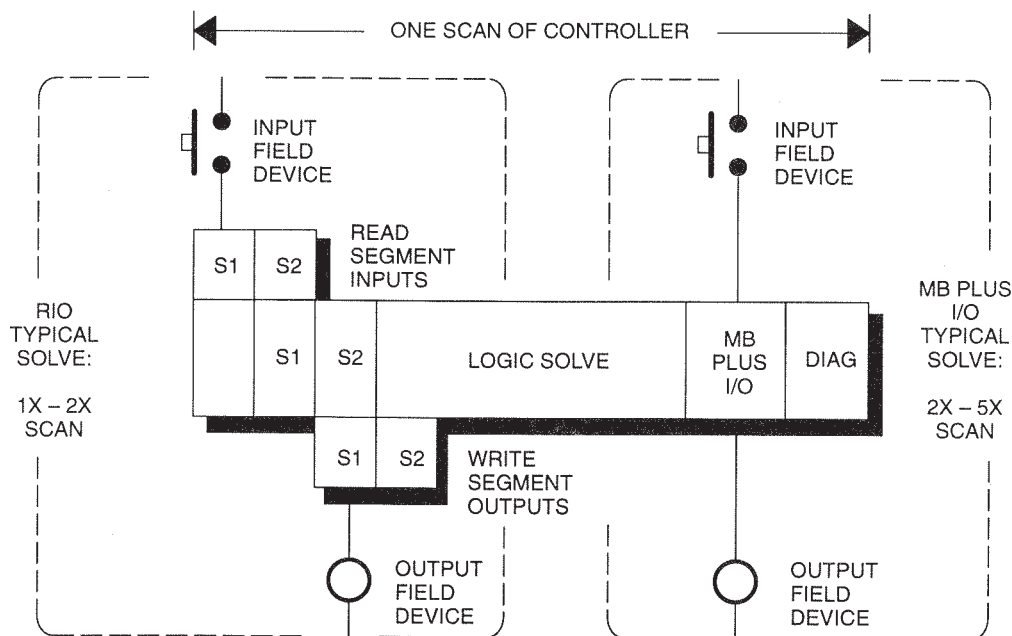 ONE SCAN OF CONTROLLER
INPUT
FIELD
DEVICE
INPUT
FIELD
DEVICE
READ
SEGMENT
INPUTS
S1
S2
RIO
TYPICAL
SOLVE:
1X – 2X
SCAN
S1
S2
LOGIC SOLVE
MB
PLUS
I/O
DIAG
MB PLUS
I/O
TYPICAL
SOLVE:
2X – 5X
SCAN
S1
S2
WRITE
SEGMENT
OUTPUTS
OUTPUT
FIELD
DEVICE
OUTPUT
FIELD
DEVICE